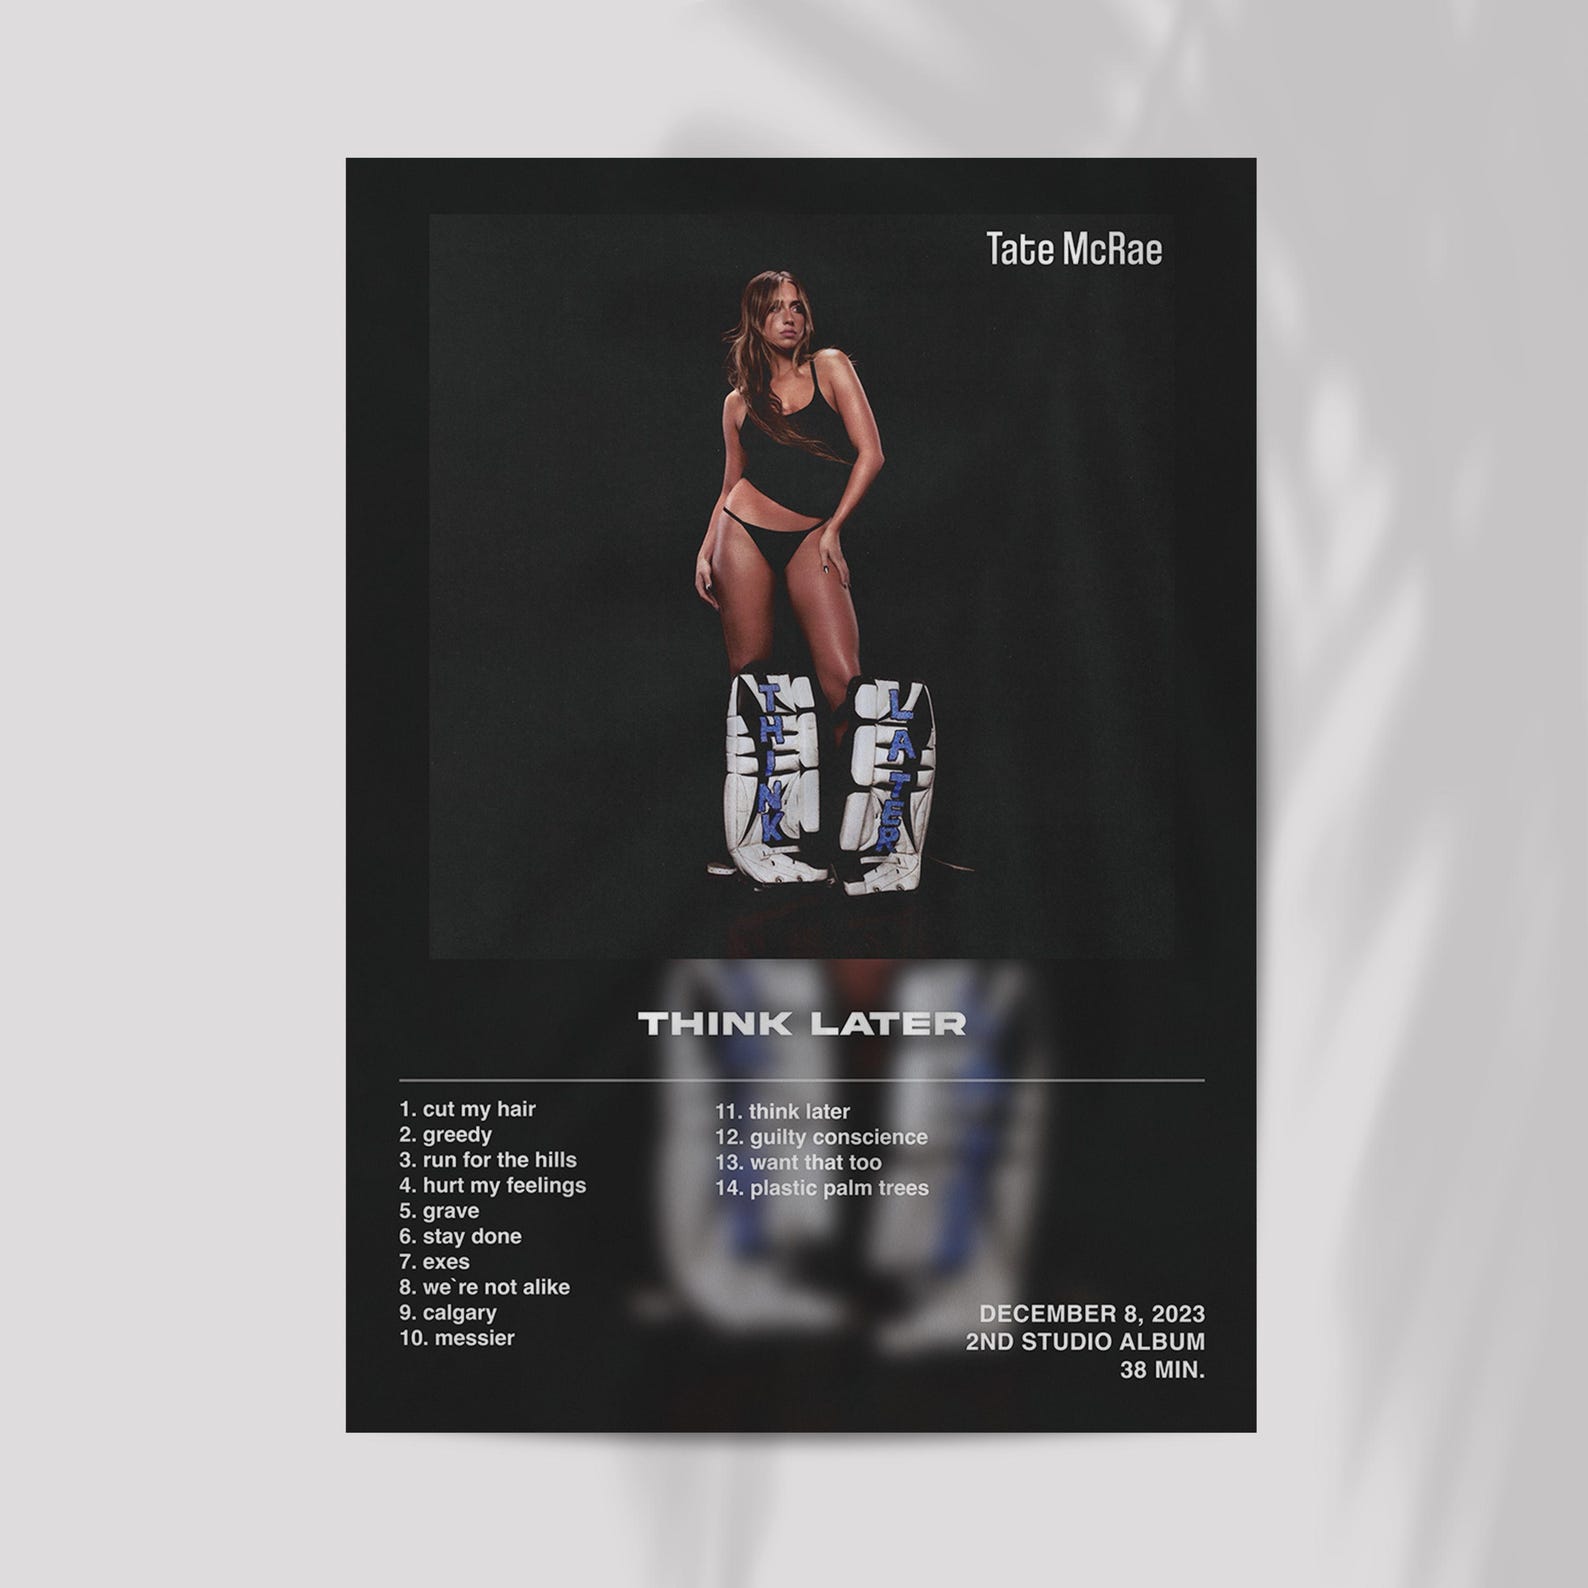 Tate McRae
THINK
LATER
THINK LATER
1. cut my hair
2. greedy
3. run for the hills
4. hurt my feelings
5. grave
6. stay done
7. exes
8. we`re not alike
9. calgary
10. messier
11. think later
12. guilty conscience
13. want that too
14. plastic palm trees
DECEMBER 8, 2023
2ND STUDIO ALBUM
38 MIN.